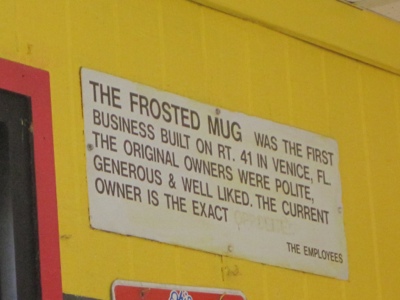 THE FROSTED MUG WAS THE FIRST
BUSINESS BUILT ON RT. 41 IN VENICE, FL.
THE ORIGINAL OWNERS WERE POLITE,
GENEROUS & WELL LIKED. THE CURRENT
OWNER IS THE EXACT
THE EMPLOYEES